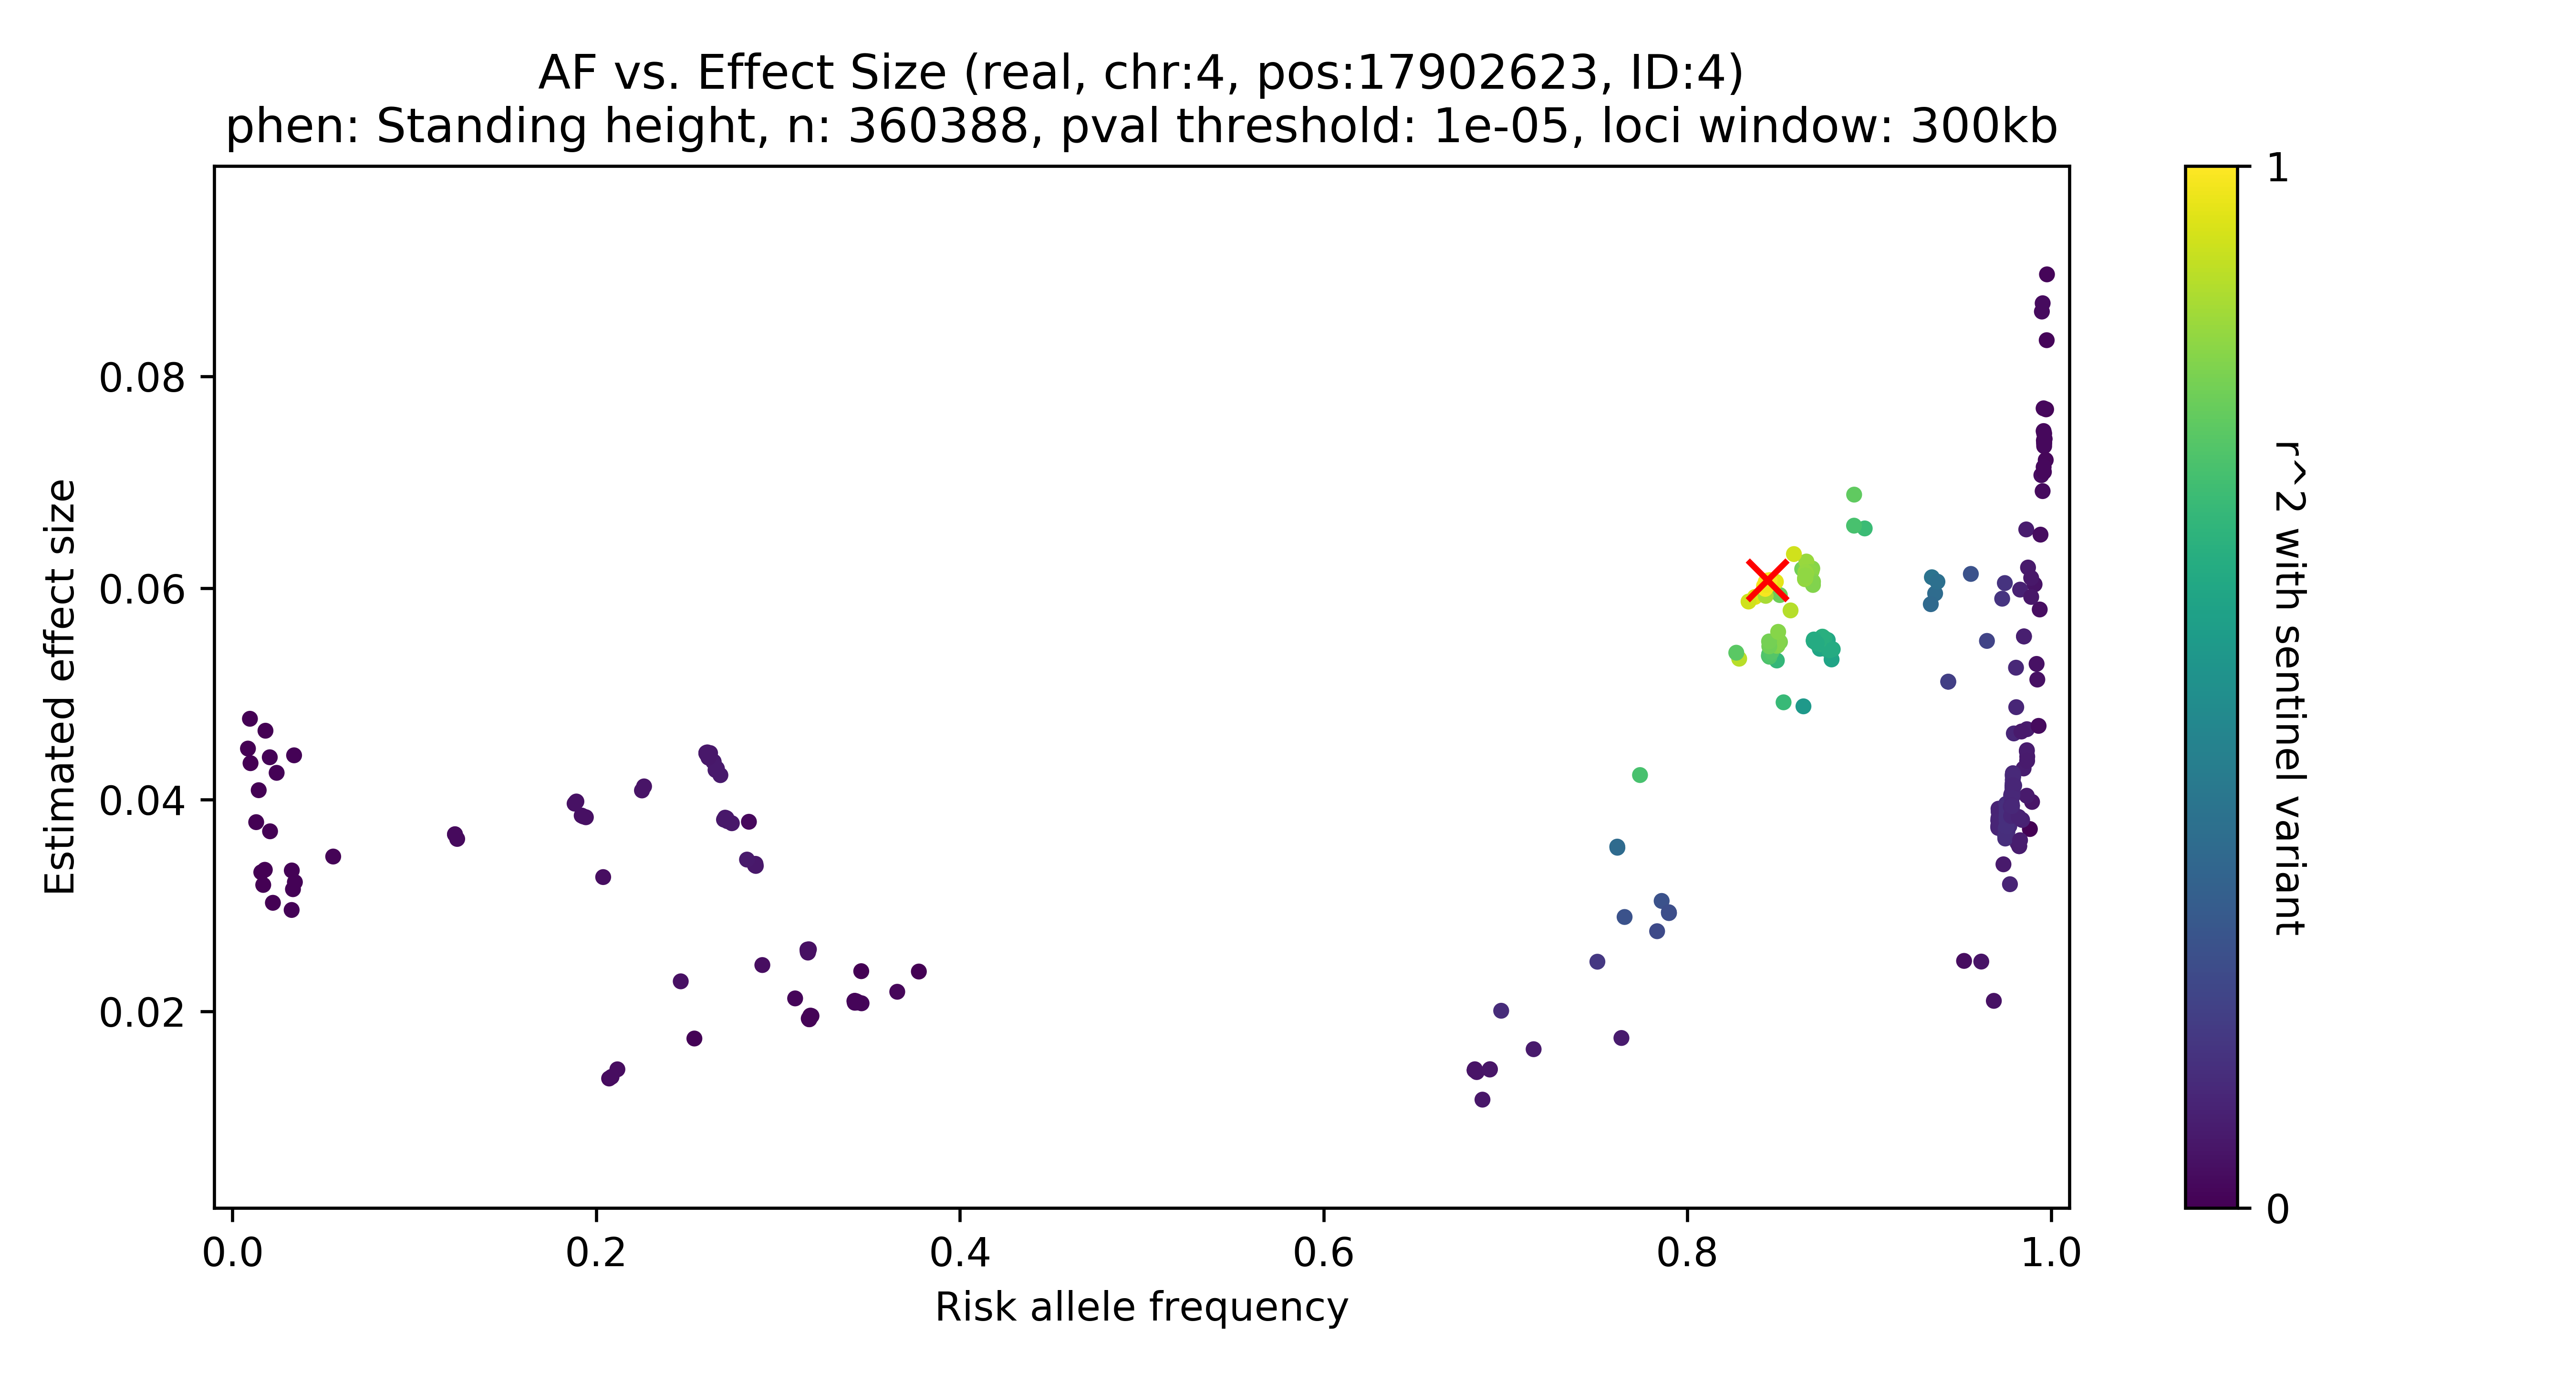 AF vs. Effect Size (real, chr:4, pos:17902623, ID:4)
phen: Standing height, n: 360388, pval threshold: 1e-05, loci window: 300kb
Estimated effect size
0.08
0.06
0.04
0.02
0.0
0.2
0.4
0.6
0.8
1.0
Risk allele frequency
1
0
r^2 with sentinel variant